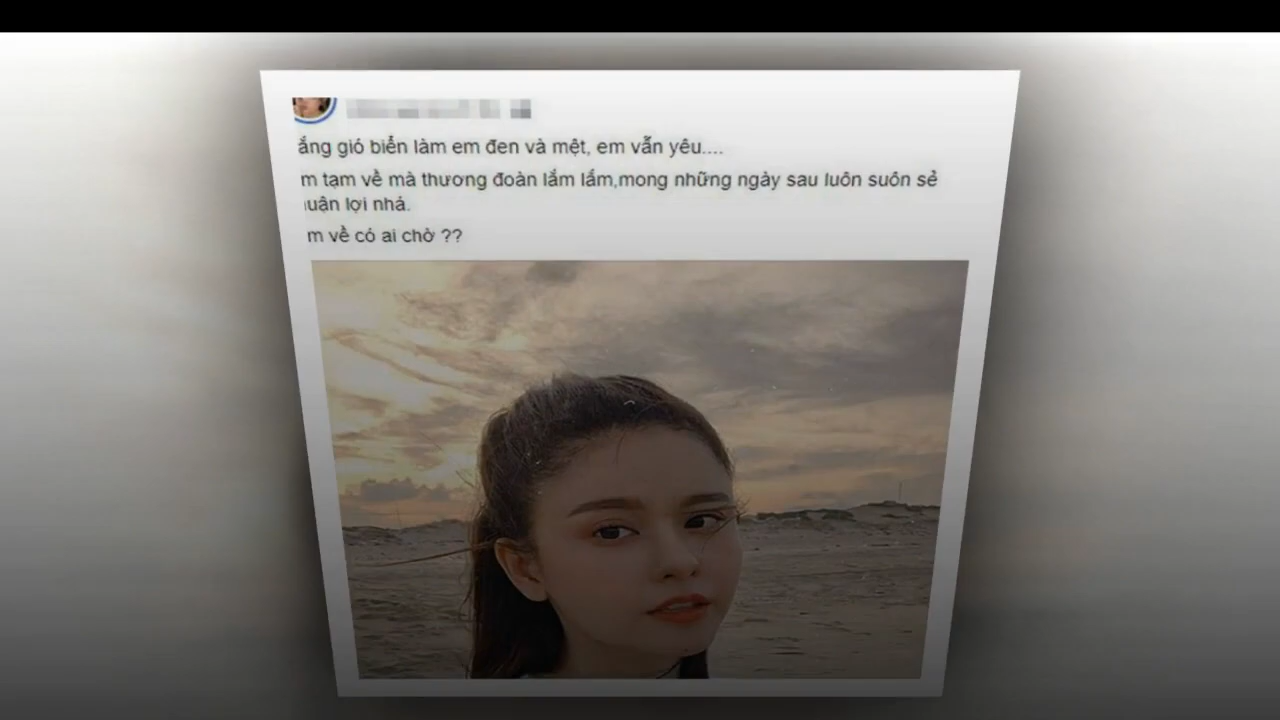 ắng gió biển làm em đen và mệt, em vẫn yêu....
m tạm về mà thương đoàn lắm lắm,mong những ngày sau luôn suôn sẻ
uận lợi nhá.
m về có ai chờ ??